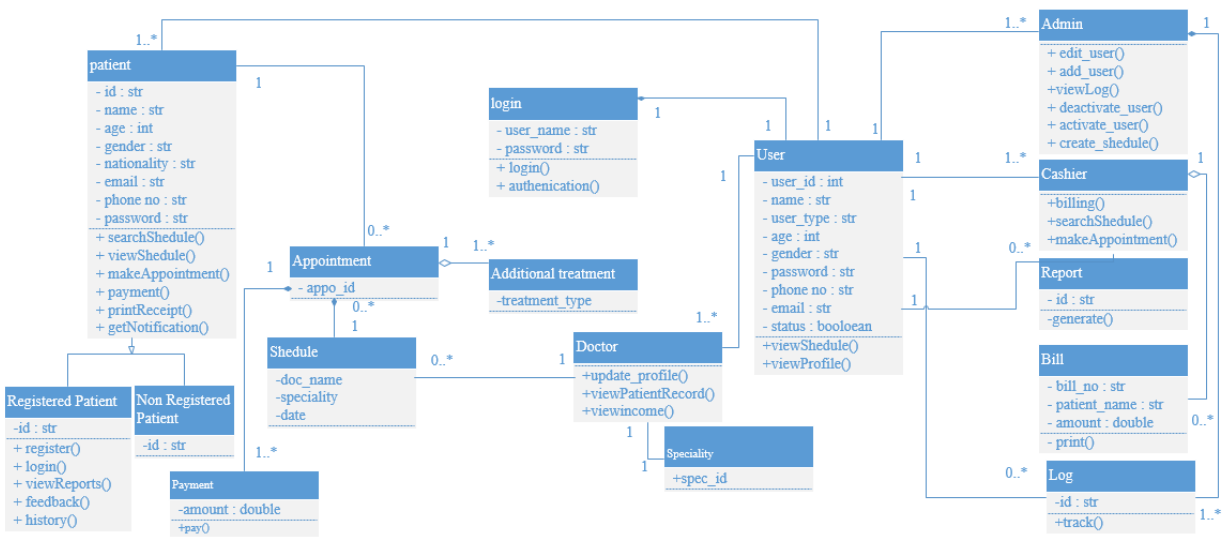 patient
- id : str
- name : str
- age : int
- gender : str
- nationality : str
- email : str
- phone no : str
- password : str
+ searchShedule()
+ viewShedule()
+ makeAppointment()
+ payment()
+ printReceipt()
+ getNotification()
Registered Patient
-id : str
+ register()
+ login()
+ viewReports()
+ feedback()
+ history()
Non Registered
Patient
-id : str
Payment
-amount : double
+pay()
Appointment
- appo_id
Shedule
-doc_name
-speciality
-date
login
- user_name : str
- password : str
+ login()
+ authenication()
Additional treatment
-treatment_type
Doctor
+update_profile()
+viewPatientRecord()
+viewincome()
Speciality
+spec_id
User
- user_id : int
- name : str
- user_type : str
- age : int
- gender : str
- password : str
- phone no : str
- email : str
- status : booloean
+viewShedule()
+viewProfile()
Admin
+ edit_user()
+ add_user()
+viewLog()
+ deactivate_user()
+ activate_user()
+ create_shedule()
Cashier
+billing()
+searchShedule()
+makeAppointment()
Report
- id : str
-generate()
Bill
- bill_no : str
- patient_name : str
- amount : double
- print()
Log
-id : str
+track()
1..*
1
0..*
1
1..*
0..*
1
1
1..*
0..*
1
1
1
1..*
1
1
1
1
1
1..*
1
1..*
1
1
0..*
1
1
0..*
1
0..*
1
1..*